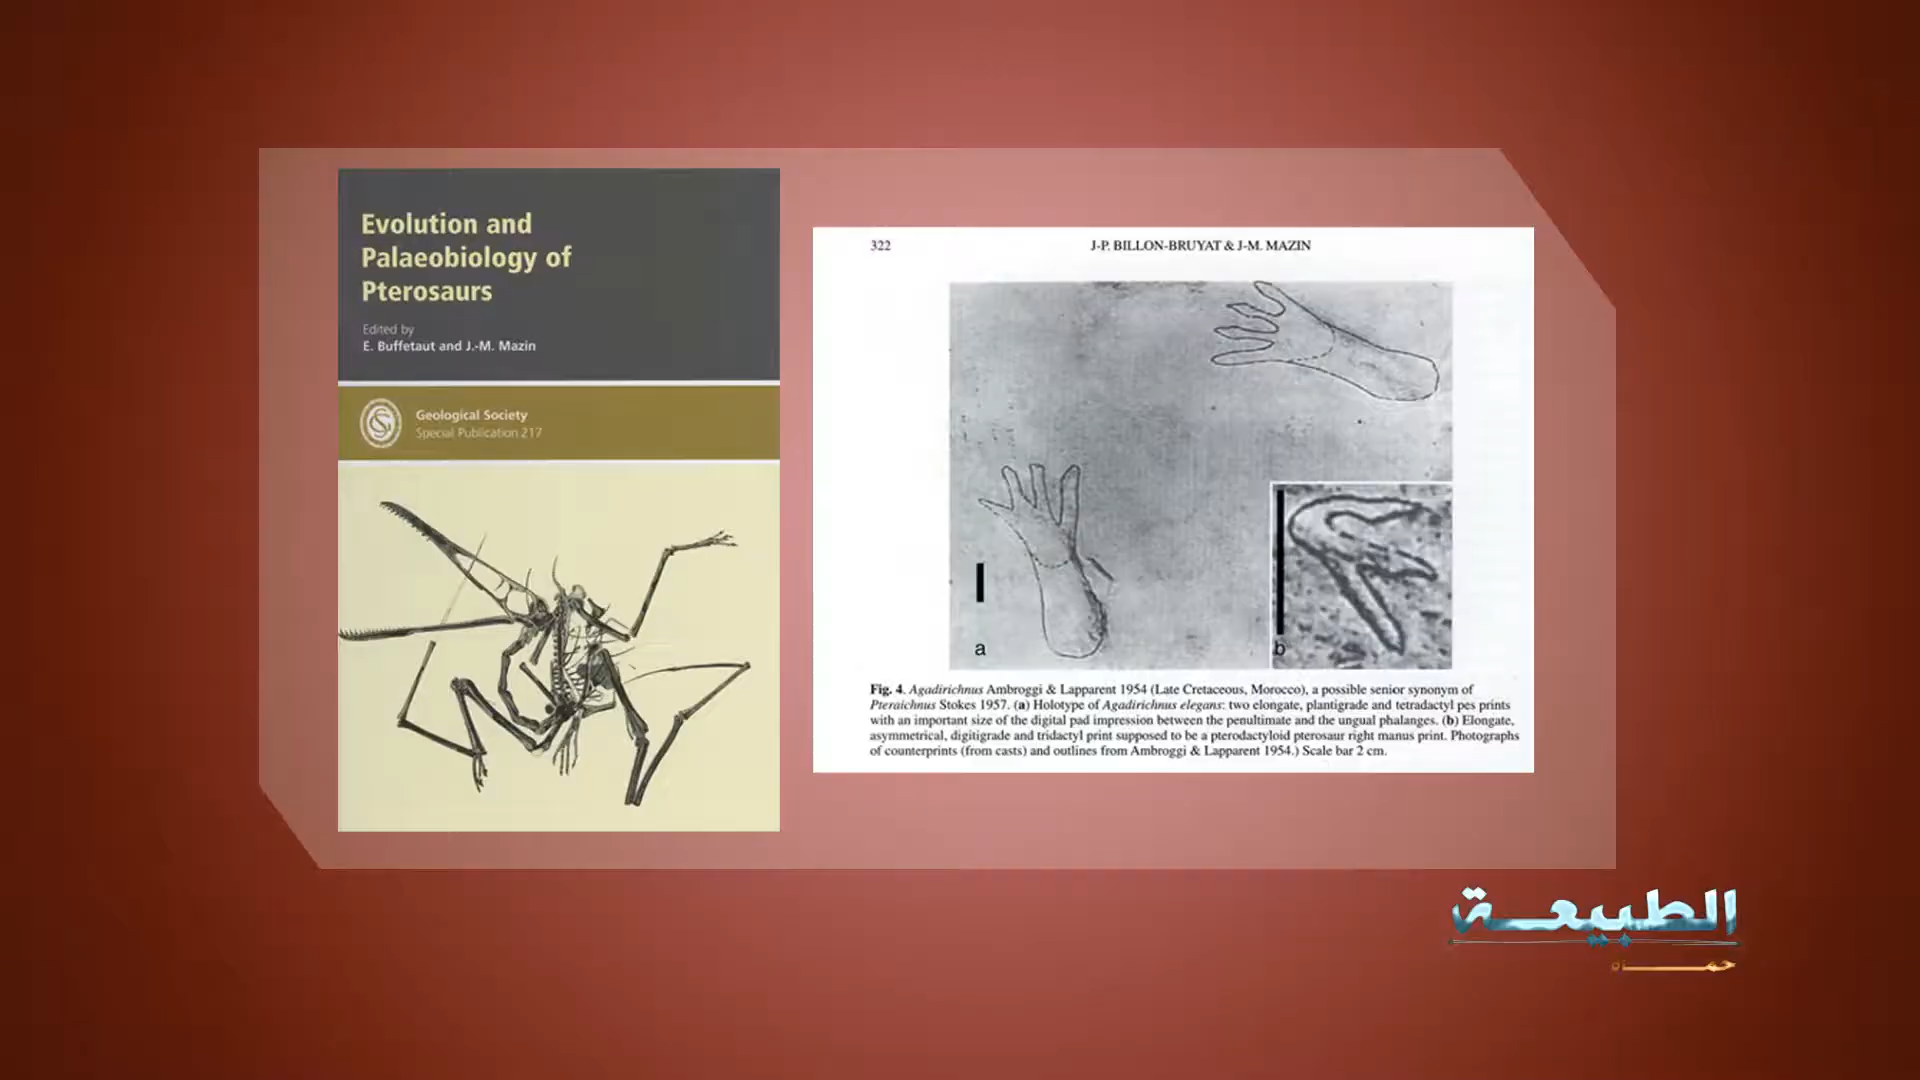 Evolution and
Palaeobiology of
Pterosaurs
Edited by
E. Buffetaut and J.-M. Mazin
Geological Society
Special Publication 217
322
J-P. BILLON-BRUYAT & J-M. MAZIN
a
b
Fig. 4. Agadirichnus Ambroggi & Lapparent 1954 (Late Cretaceous, Morocco), a possible senior synonym of
Pteraichnus Stokes 1957. (a) Holotype of Agadirichnus elegans: two elongate, plantigrade and tetradactyl pes prints
with an important size of the digital pad impression between the penultimate and the ungual phalanges. (b) Elongate,
asymmetrical, digitigrade and tridactyl print supposed to be a pterodactyloid pterosaur right manus print. Photographs
of counterprints (from casts) and outlines from Ambroggi & Lapparent 1954.) Scale bar 2 cm.
الطبيعة